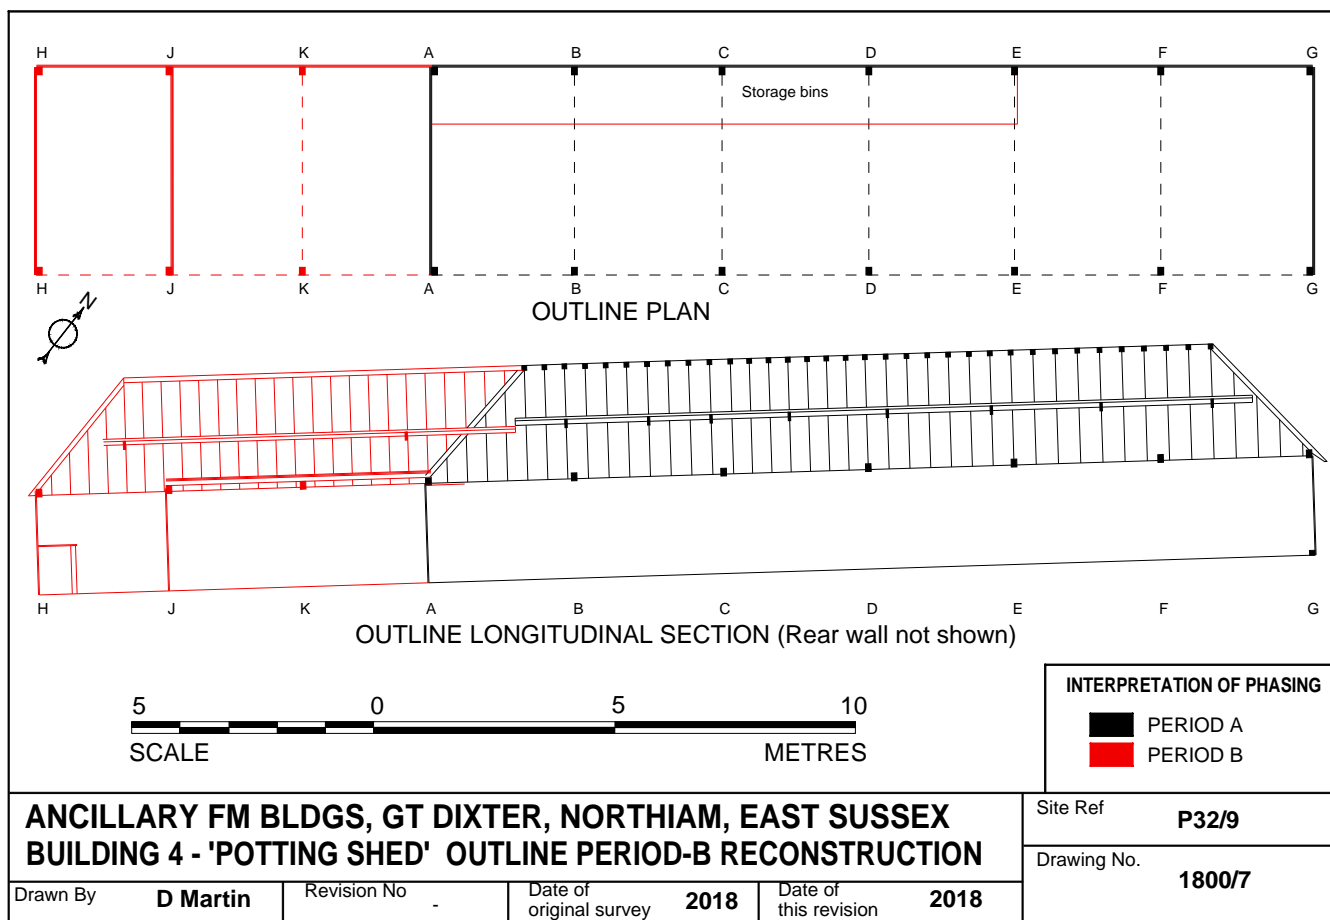 H J K A B C D E F G
Storage bins
H J K A B C D E F G
OUTLINE PLAN
N
H J K A B C D E F G
OUTLINE LONGITUDINAL SECTION (Rear wall not shown)
5 0 5 10
SCALE METRES
INTERPRETATION OF PHASING
PERIOD A
PERIOD B
ANCILLARY FM BLDGS, GT DIXTER, NORTHIAM, EAST SUSSEX
BUILDING 4 - 'POTTING SHED' OUTLINE PERIOD-B RECONSTRUCTION
Site Ref P32/9
Drawing No. 1800/7
Drawn By D Martin
Revision No -
Date of
original survey 2018
Date of
this revision 2018